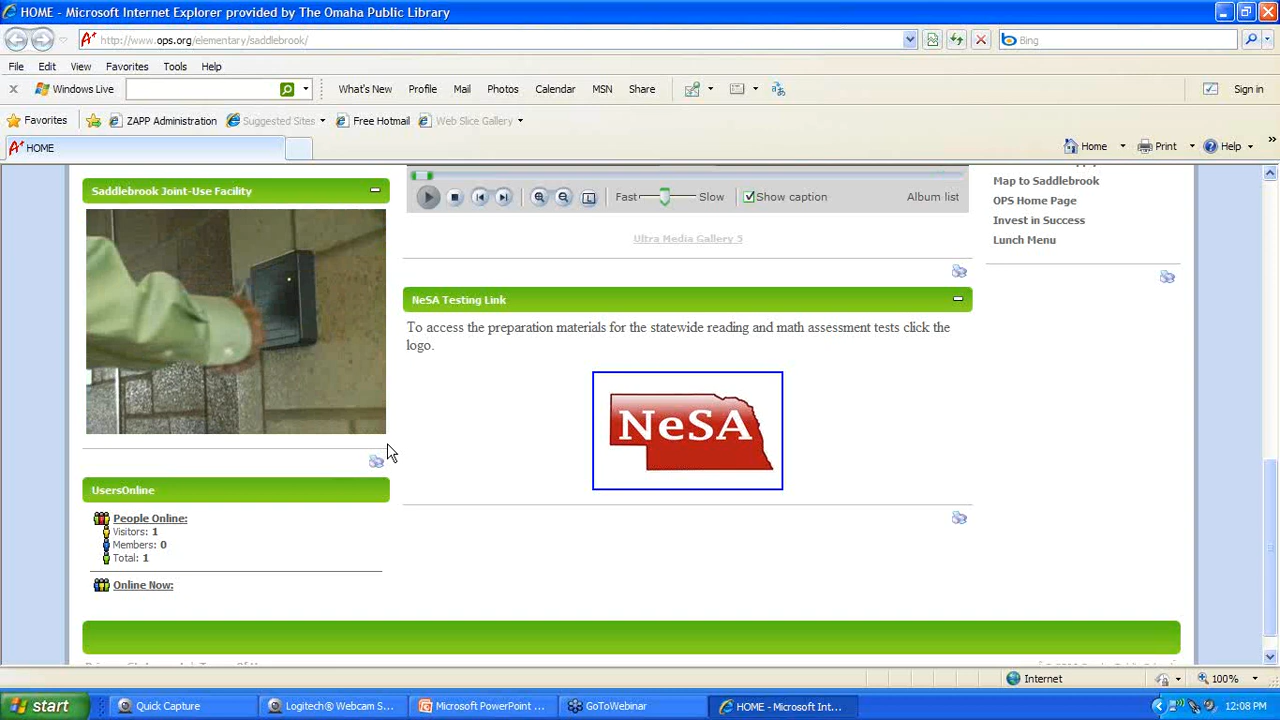 HOME - Microsoft Internet Explorer provided by The Omaha Public Library
http://www.ops.org/elementary/saddlebrook/
Bing
File Edit View Favorites Tools Help
Windows Live What's New Profile Mail Photos Calendar MSN Share Sign in
Favorites ZAPP Administration Suggested Sites Free Hotmail Web Slice Gallery
HOME Home Print Help
Saddlebrook Joint-Use Facility
Fast Slow Show caption Album list
Ultra Media Gallery 5
Map to Saddlebrook
OPS Home Page
Invest in Success
Lunch Menu
NeSA Testing Link
To access the preparation materials for the statewide reading and math assessment tests click the
logo.
NeSA
UsersOnline
People Online:
Visitors: 1
Members: 0
Total: 1
Online Now:
Internet 100%
start Quick Capture Logitech® Webcam S... Microsoft PowerPoint ... GoToWebinar HOME - Microsoft Int... 12:08 PM